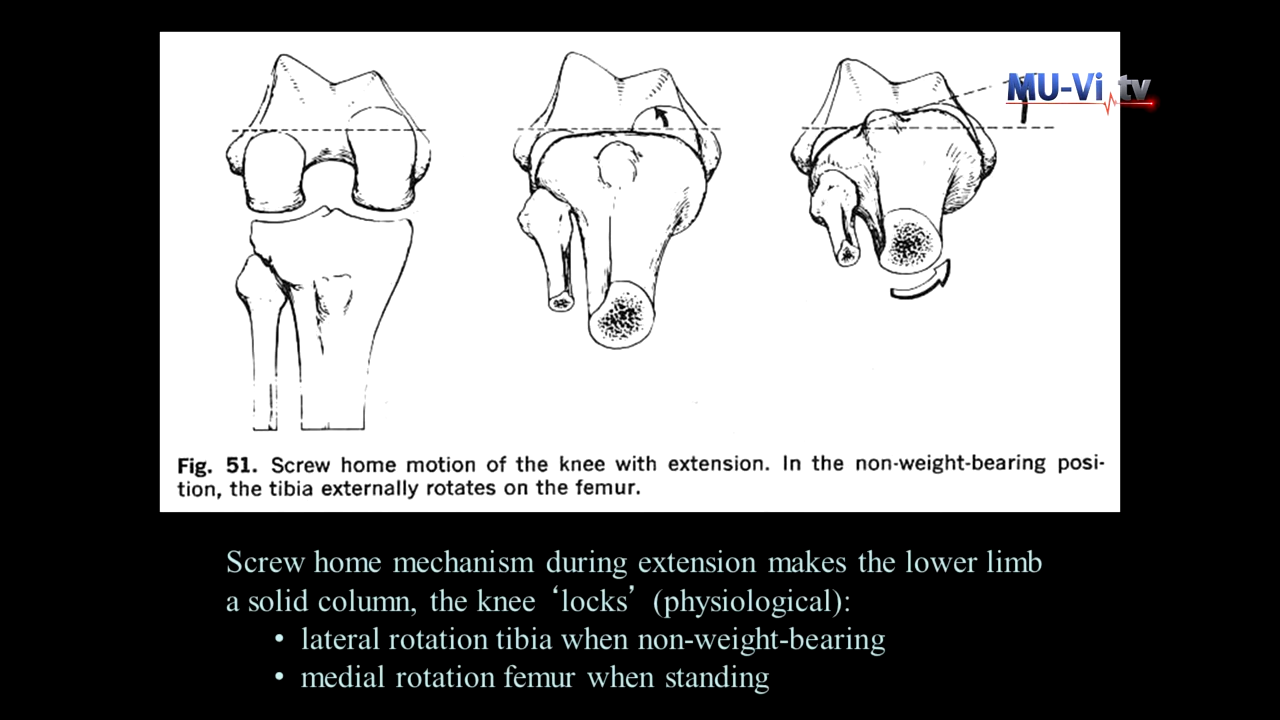 MU-Vi tv
Fig. 51. Screw home motion of the knee with extension. In the non-weight-bearing posi-
tion, the tibia externally rotates on the femur.
Screw home mechanism during extension makes the lower limb
a solid column, the knee ‘locks’ (physiological):
• lateral rotation tibia when non-weight-bearing
• medial rotation femur when standing